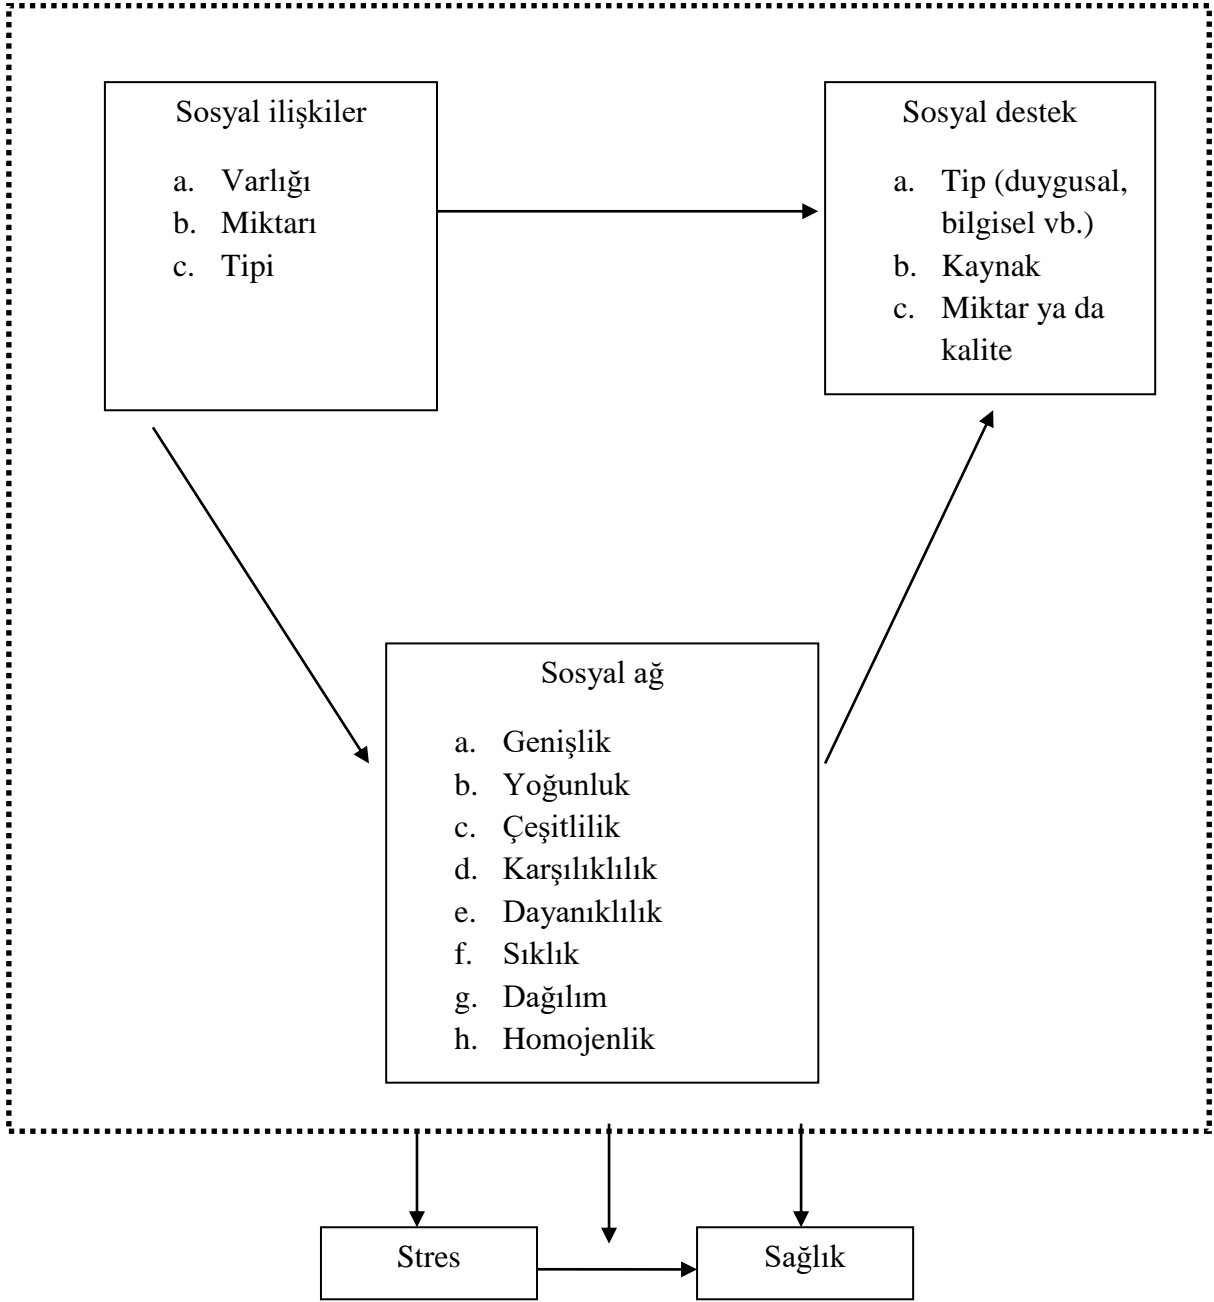 Sosyal ilişkiler
a. Varlığı
b. Miktarı
c. Tipi
Sosyal destek
a. Tip (duygusal,
bilgisel vb.)
b. Kaynak
c. Miktar ya da
kalite
Sosyal ağ
a. Genişlik
b. Yoğunluk
c. Çeşitlilik
d. Karşılıklılık
e. Dayanıklılık
f. Sıklık
g. Dağılım
h. Homojenlik
Stres
Sağlık